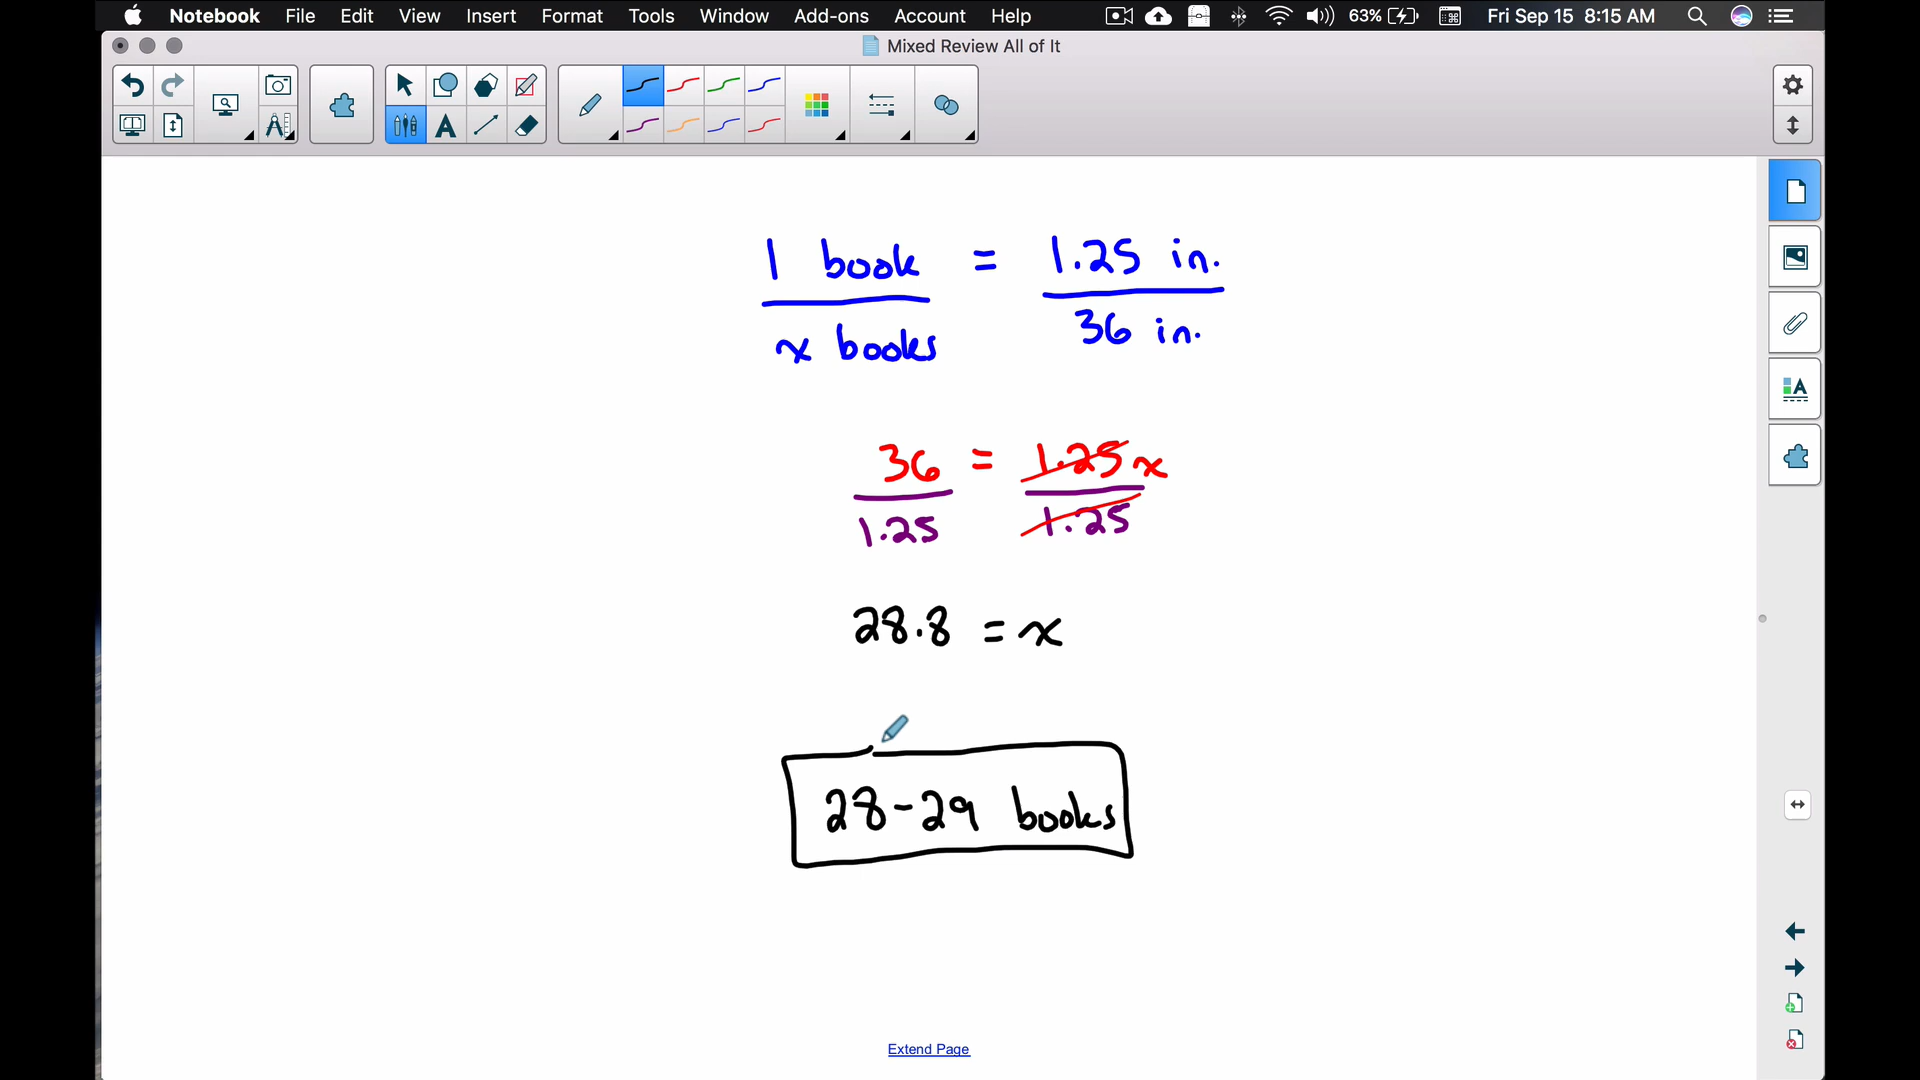 Notebook File Edit View Insert Format Tools Window Add-ons Account Help 63% Fri Sep 15 8:15 AM
Mixed Review All of It
1 book = 1.25 in.
x books 36 in.
36 = 1.25x
1.25 1.25
28.8 = x
28-29 books
Extend Page